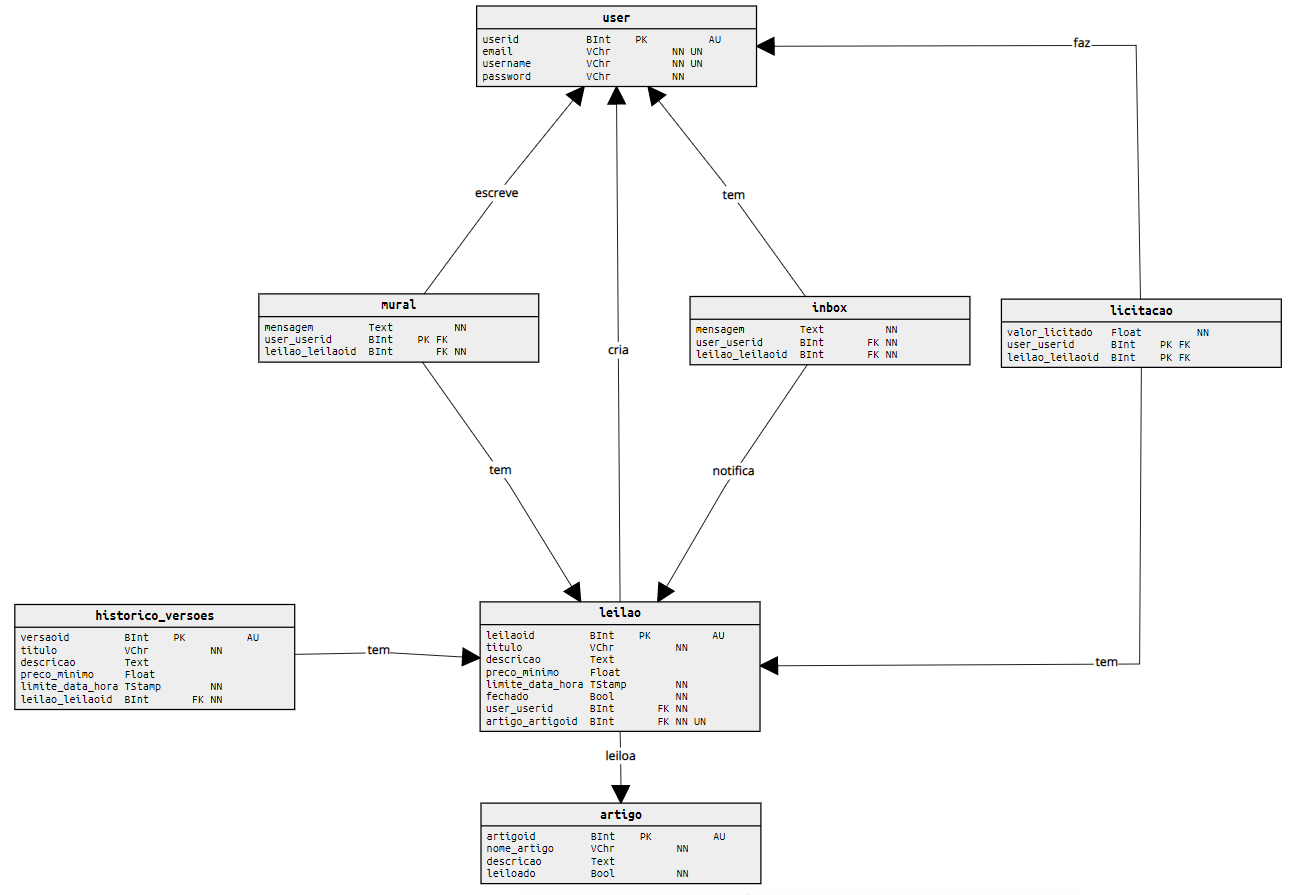 user
userid BInt PK AU
email VChr NN UN
username VChr NN UN
password VChr NN
faz
escreve
tem
mural
mensagem Text NN
user_userid BInt PK FK
leilao_leilaoid BInt FK NN
cria
inbox
mensagem Text NN
user_userid BInt FK NN
leilao_leilaoid BInt FK NN
licitacao
valor_licitado Float NN
user_userid BInt PK FK
leilao_leilaoid BInt PK FK
tem
notifica
historico_versoes
versaoid BInt PK AU
titulo VChr NN
descricao Text
preco_minimo Float
limite_data_hora TStamp NN
leilao_leilaoid BInt FK NN
tem
leilao
leilaoid BInt PK AU
titulo VChr NN
descricao Text
preco_minimo Float
limite_data_hora TStamp NN
fechado Bool NN
user_userid BInt FK NN
artigo_artigoid BInt FK NN UN
tem
leiloa
artigo
artigoid BInt PK AU
nome_artigo VChr NN
descricao Text
leiloado Bool NN